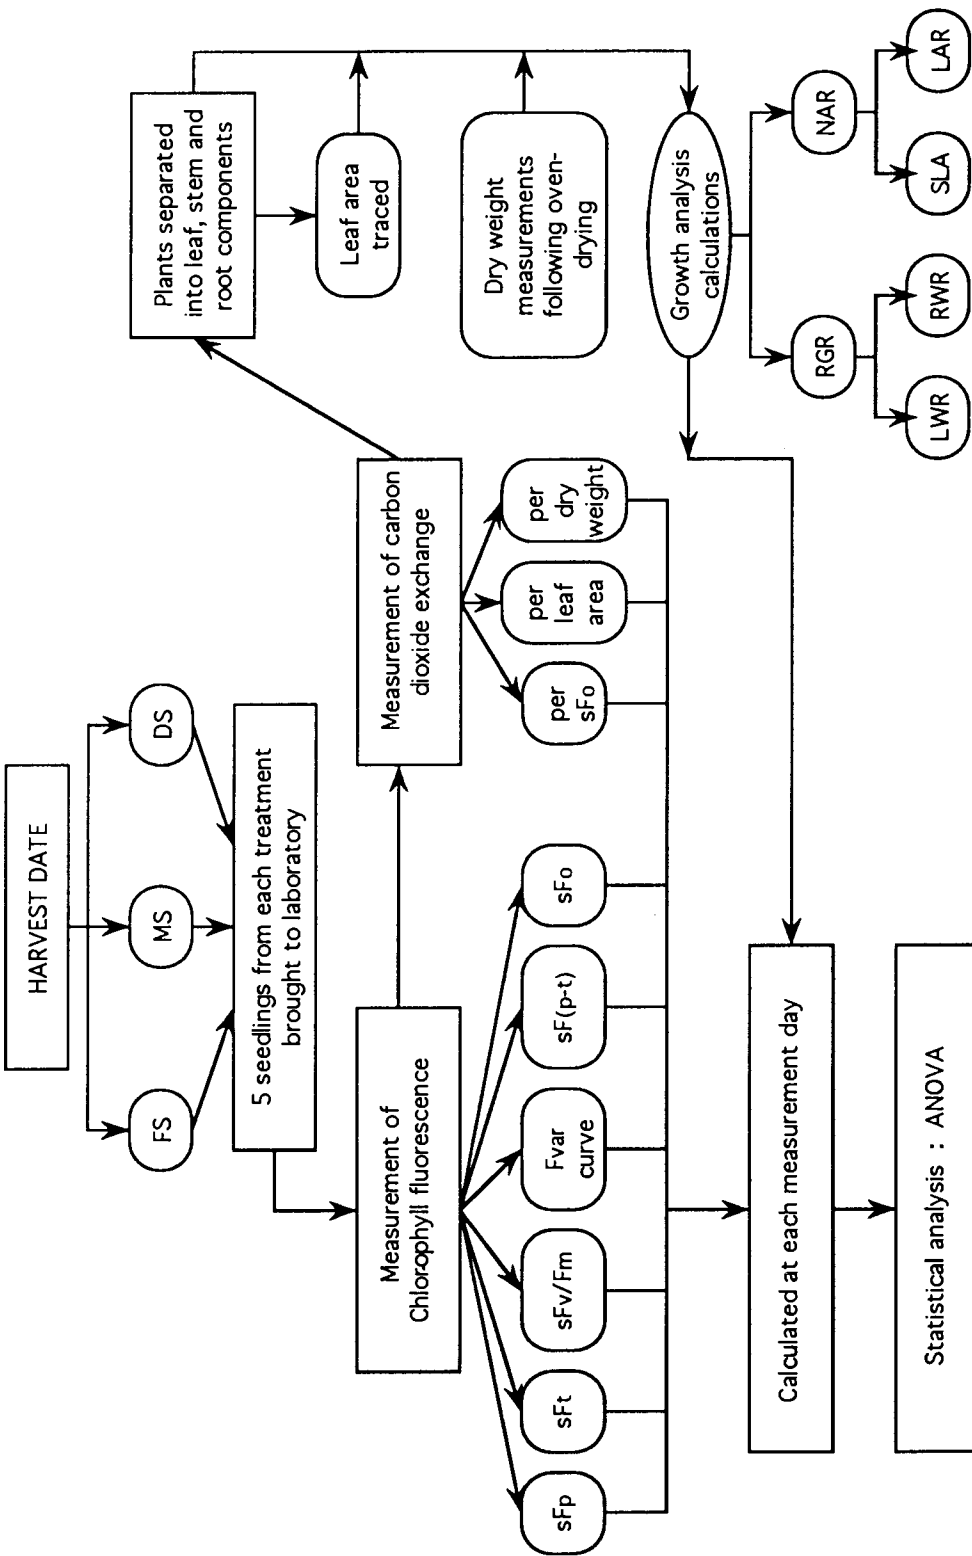 HARVEST DATE
FS
MS
DS
5 seedlings from each treatment
brought to laboratory
Measurement of
Chlorophyll fluorescence
sFp
sFt
sFv/Fm
Fvar
curve
sF(p-t)
sFo
Measurement of carbon
dioxide exchange
per
sFo
per
leaf
area
per
dry
weight
Plants separated
into leaf, stem and
root components
Leaf area
traced
Dry weight
measurements
following oven-
drying
Growth analysis
calculations
RGR
NAR
LWR
RWR
SLA
LAR
Calculated at each measurement day
Statistical analysis : ANOVA